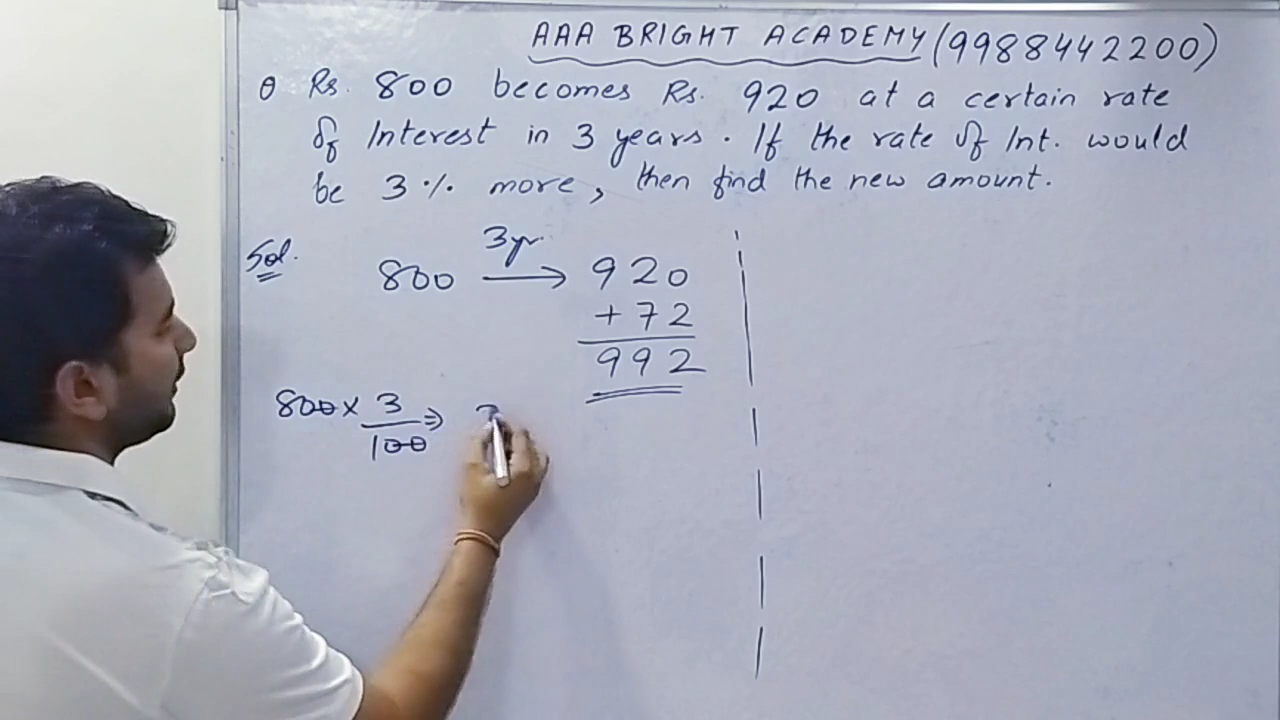 AAA BRIGHT ACADEMY (9988442200)
Q Rs. 800 becomes Rs. 920 at a certain rate
of Interest in 3 years. If the rate of Int. would
be 3% more, then find the new amount.
Sol.
3yr.
800 → 920
+72
992
800 × 3/100 ⇒ 2